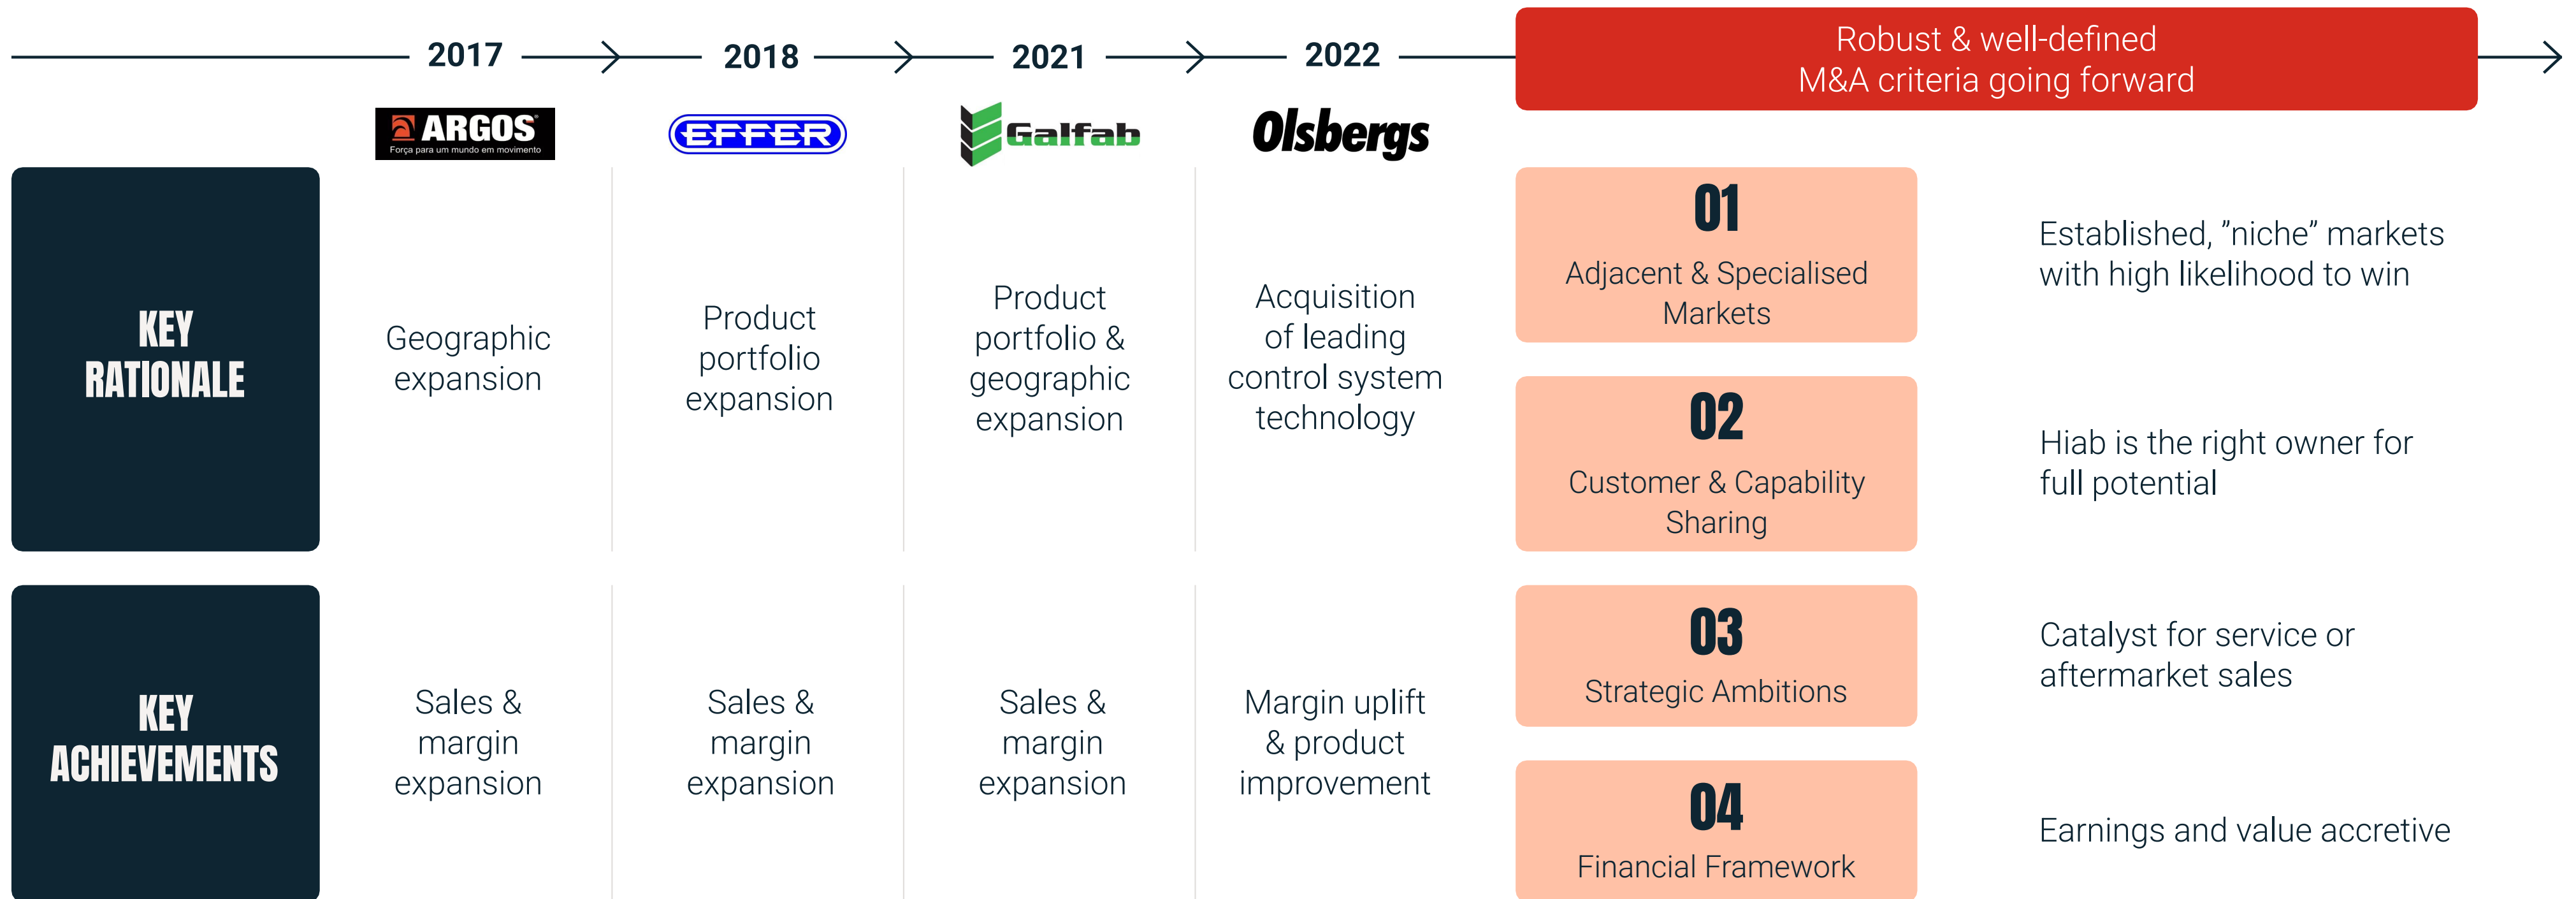 2017
2018
2021
2022
Robust & well-defined
M&A criteria going forward
ARGOS
Força para um mundo em movimento
EFFER
Galfab
Olsbergs
KEY
RATIONALE
Geographic
expansion
Product
portfolio
expansion
Product
portfolio &
geographic
expansion
Acquisition
of leading
control system
technology
KEY
ACHIEVEMENTS
Sales &
margin
expansion
Sales &
margin
expansion
Sales &
margin
expansion
Margin uplift
& product
improvement
01
Adjacent & Specialised
Markets
Established, ”niche” markets
with high likelihood to win
02
Customer & Capability
Sharing
Hiab is the right owner for
full potential
03
Strategic Ambitions
Catalyst for service or
aftermarket sales
04
Financial Framework
Earnings and value accretive